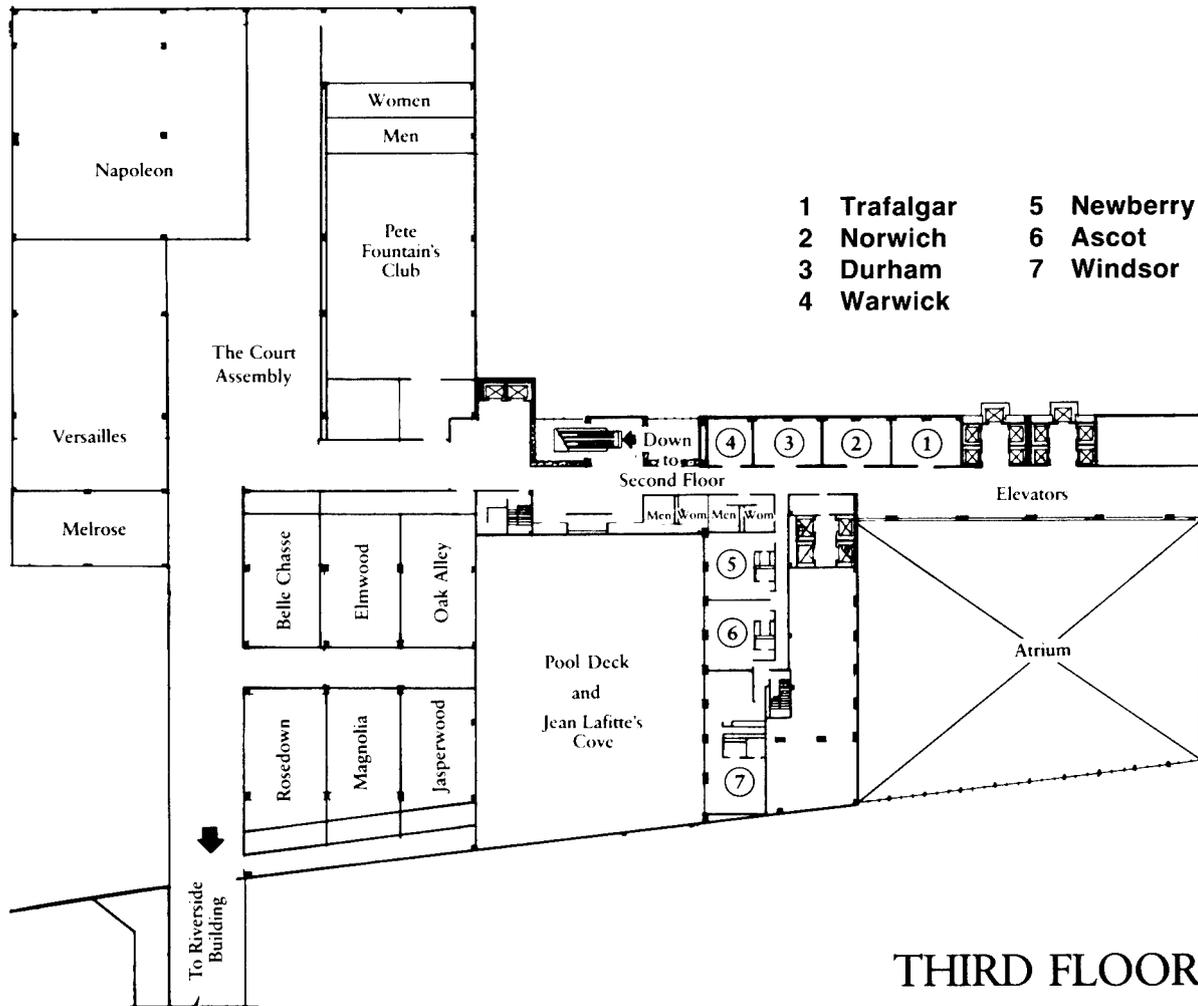 Women
Men
Napoleon
Pete
Fountain's
Club
1 Trafalgar
2 Norwich
3 Durham
4 Warwick
5 Newberry
6 Ascot
7 Windsor
The Court
Assembly
Versailles
Melrose
Down
to
Second Floor
4
3
2
1
Elevators
Men
Wom
Men
Wom
Belle Chasse
Elmwood
Oak Alley
5
6
7
Pool Deck
and
Jean Lafitte's
Cove
Atrium
Rosedown
Magnolia
Jasperwood
To Riverside
Building
THIRD FLOOR